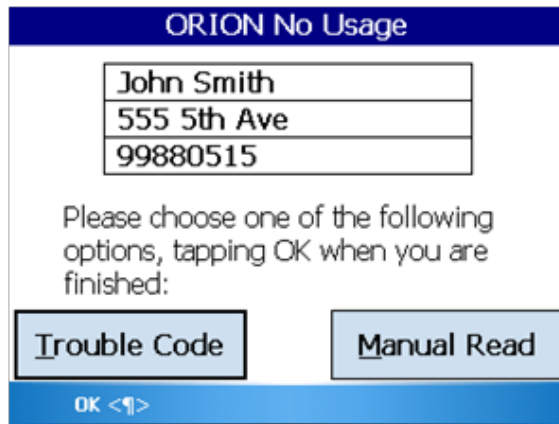 ORION No Usage
John Smith
555 5th Ave
99880515
Please choose one of the following
options, tapping OK when you are
finished:
Trouble Code
Manual Read
OK <¶>